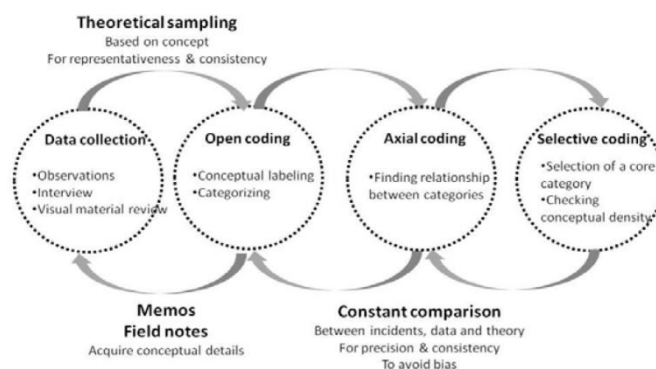 Theoretical sampling
Based on concept
For representativeness & consistency
Data collection
•Observations
•Interview
•Visual material review
Open coding
•Conceptual labeling
•Categorizing
Axial coding
•Finding relationship
between categories
Selective coding
•Selection of a core
category
•Checking
conceptual density
Memos
Field notes
Acquire conceptual details
Constant comparison
Between incidents, data and theory
For precision & consistency
To avoid bias